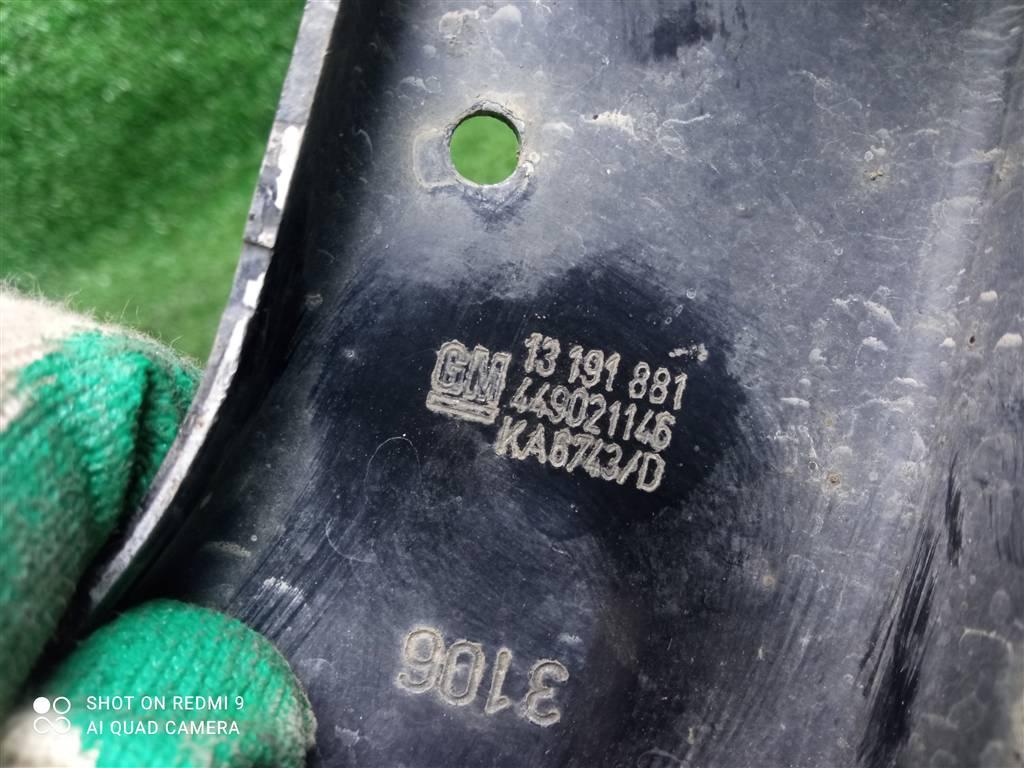 GM
13 191 881
449021146
KA6743/D
3106
SHOT ON REDMI 9
AI QUAD CAMERA